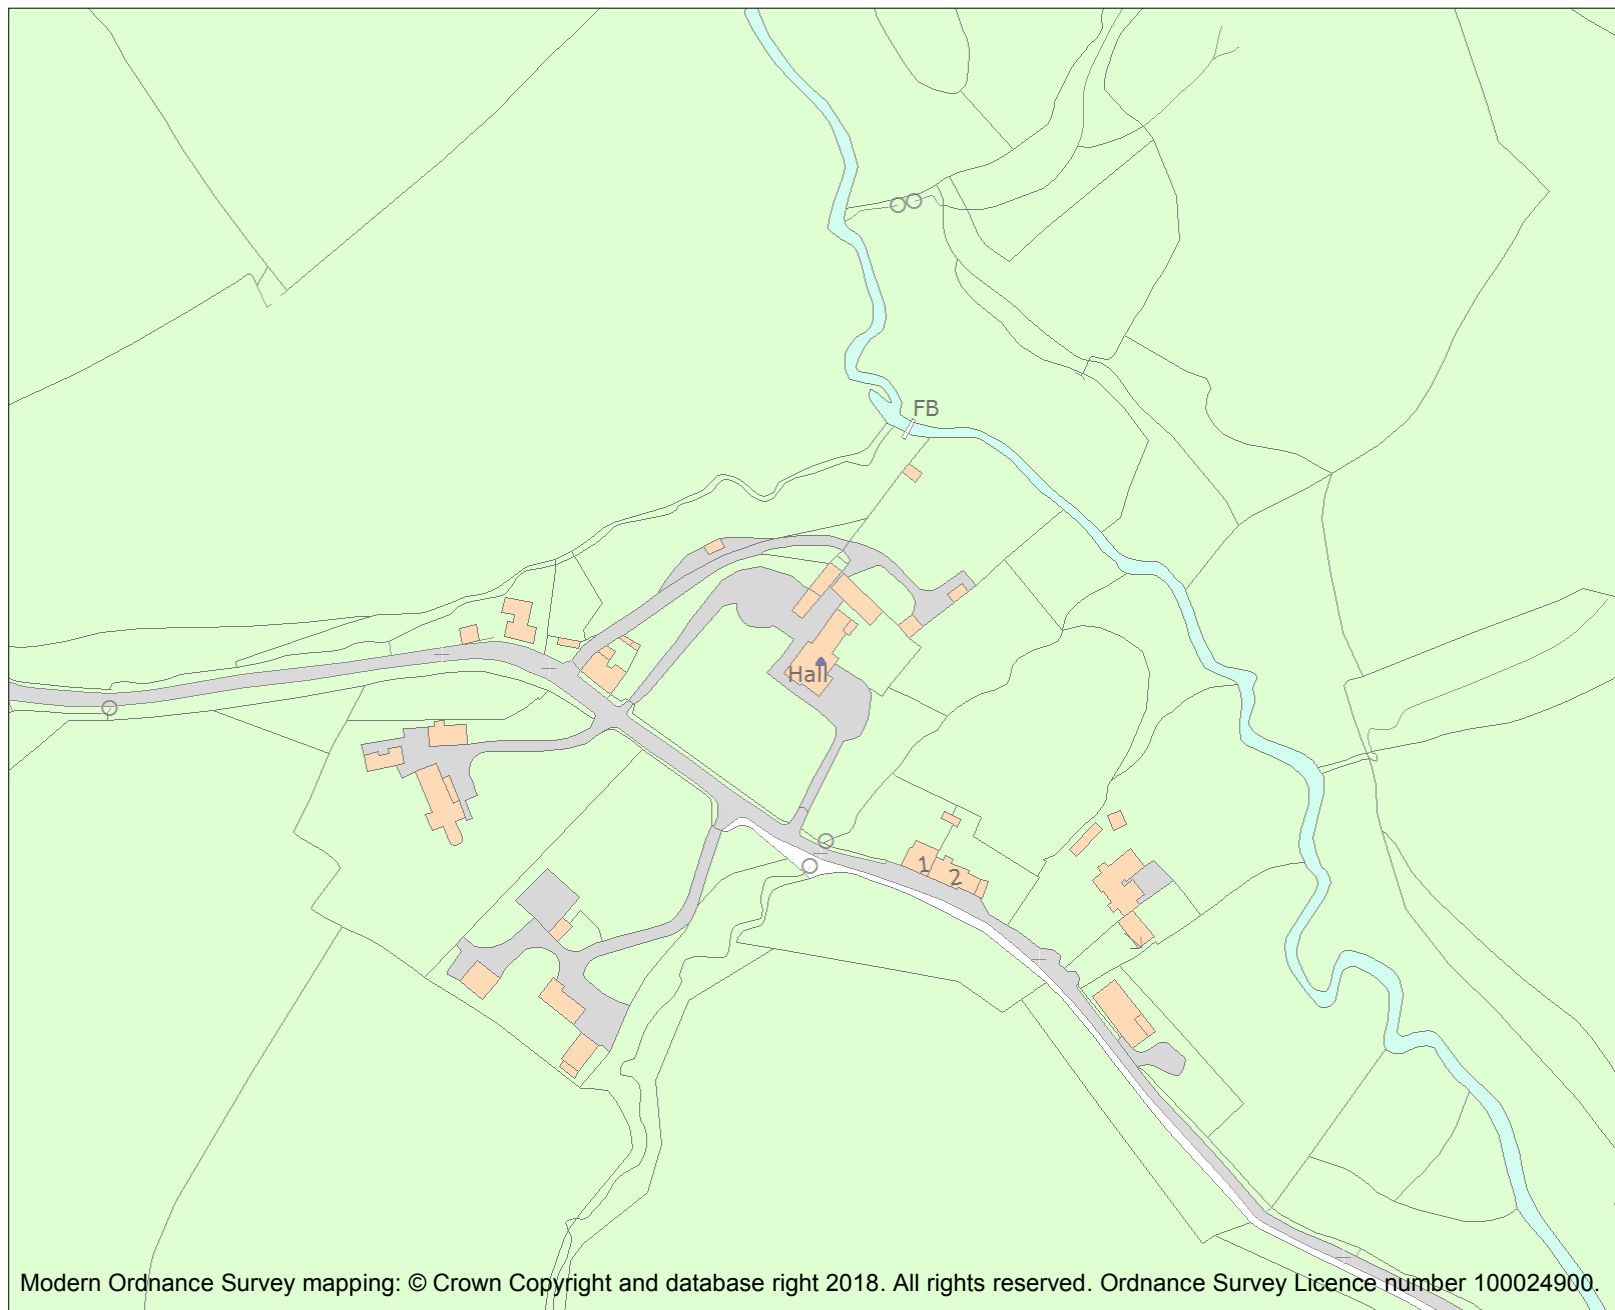 FB
Hall
1
2
Modern Ordnance Survey mapping: © Crown Copyright and database right 2018. All rights reserved. Ordnance Survey Licence number 100024900.